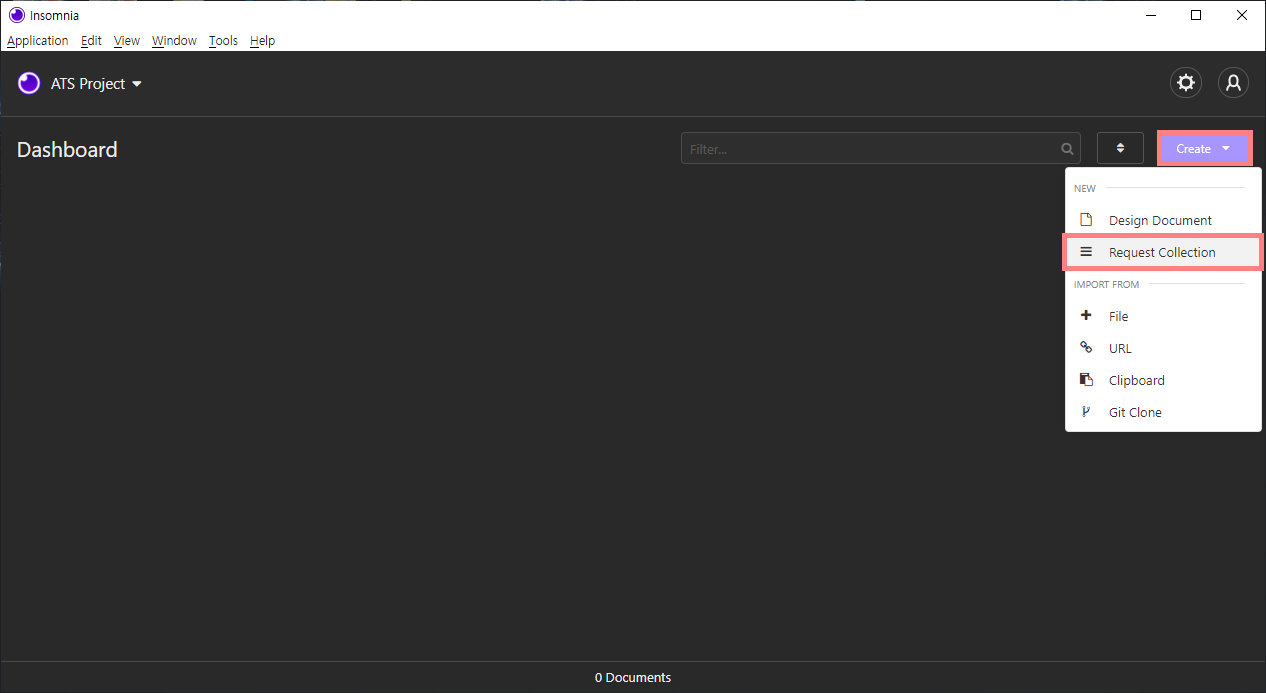 Insomnia
Application Edit View Window Tools Help
ATS Project
Dashboard
Filter...
Create
NEW
Design Document
Request Collection
IMPORT FROM
File
URL
Clipboard
Git Clone
0 Documents